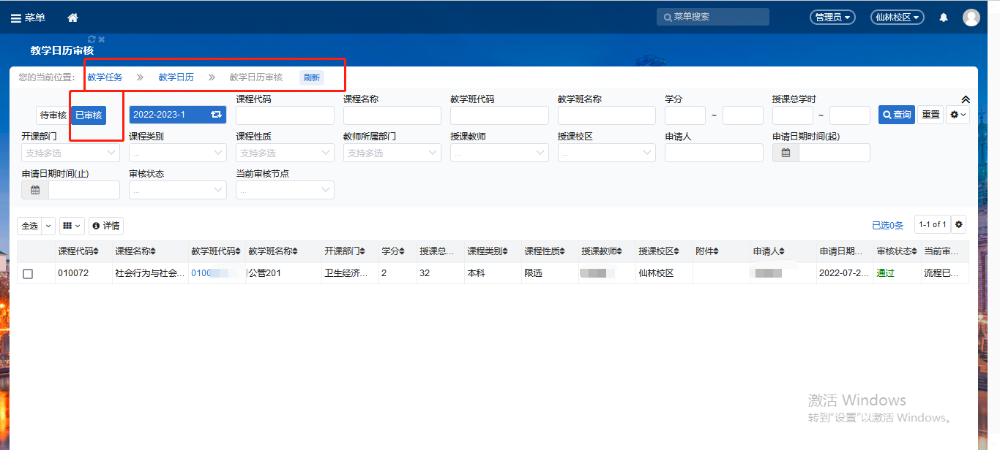 菜单
菜单搜索
管理员
仙林校区
教学日历审核
您的当前位置: 教学任务 » 教学日历 » 教学日历审核 刷新
待审核 已审核 2022-2023-1 课程代码 课程名称 教学班代码 教学班名称 学分 ~ 授课总学时 ~ 查询 重置
开课部门 课程类别 课程性质 教师所属部门 授课教师 授课校区 申请人 申请日期时间(起)
支持多选 ... 支持多选 支持多选 ... ...
申请日期时间(止) 审核状态 当前审核节点
... ...
全选 详情 已选0条 1-1 of 1
课程代码 课程名称 教学班代码 教学班名称 开课部门 学分 授课总... 课程类别 课程性质 授课教师 授课校区 附件 申请人 申请日期... 审核状态 当前审...
010072 社会行为与社会... 010 公管201 卫生经济... 2 32 本科 限选 仙林校区 2022-07-2... 通过 流程已...
激活 Windows
转到"设置"以激活 Windows。